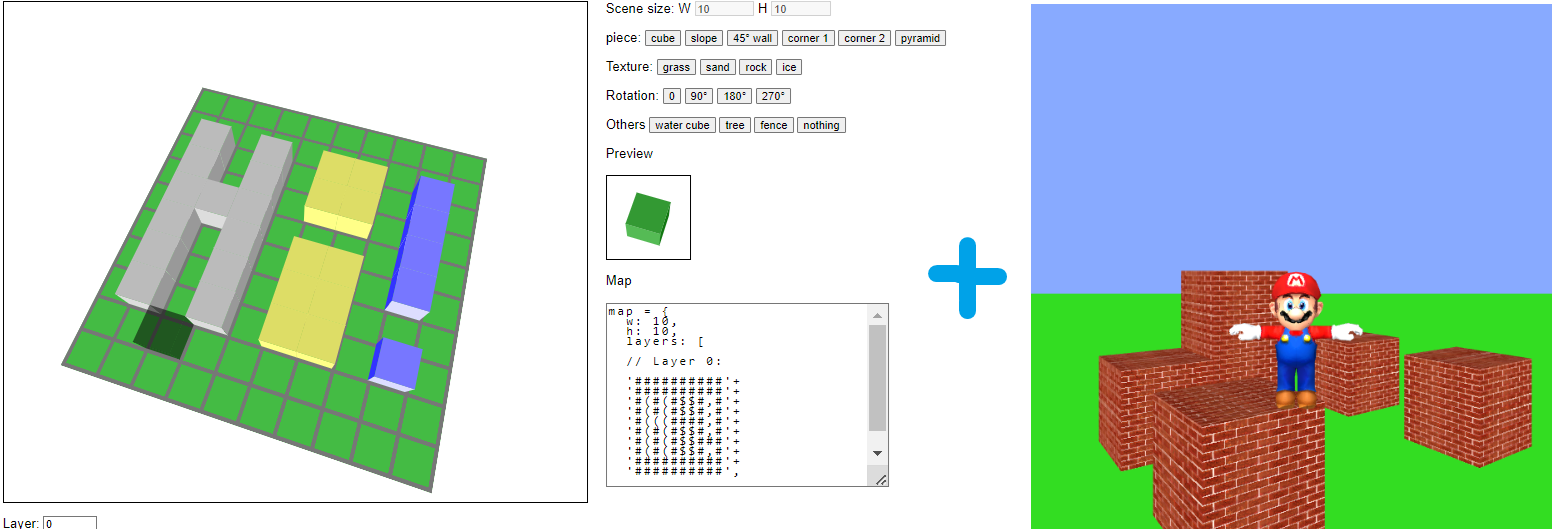 Scene size: W 10 H 10
piece: cube slope 45° wall corner 1 corner 2 pyramid
Texture: grass sand rock ice
Rotation: 0 90° 180° 270°
Others water cube tree fence nothing
Preview
Map
map = {
w: 10,
h: 10,
layers: [
// Layer 0:
'##########'+
'##########'+
'#(#(#$$#,#'+
'#(#(#$$#,#'+
'#(((####,#'+
'#(#(#$$#,#'+
'#(#(#$$###'+
'#(#(#$$#,#'+
'##########'+
'##########',
Layer: 0
HI!
M